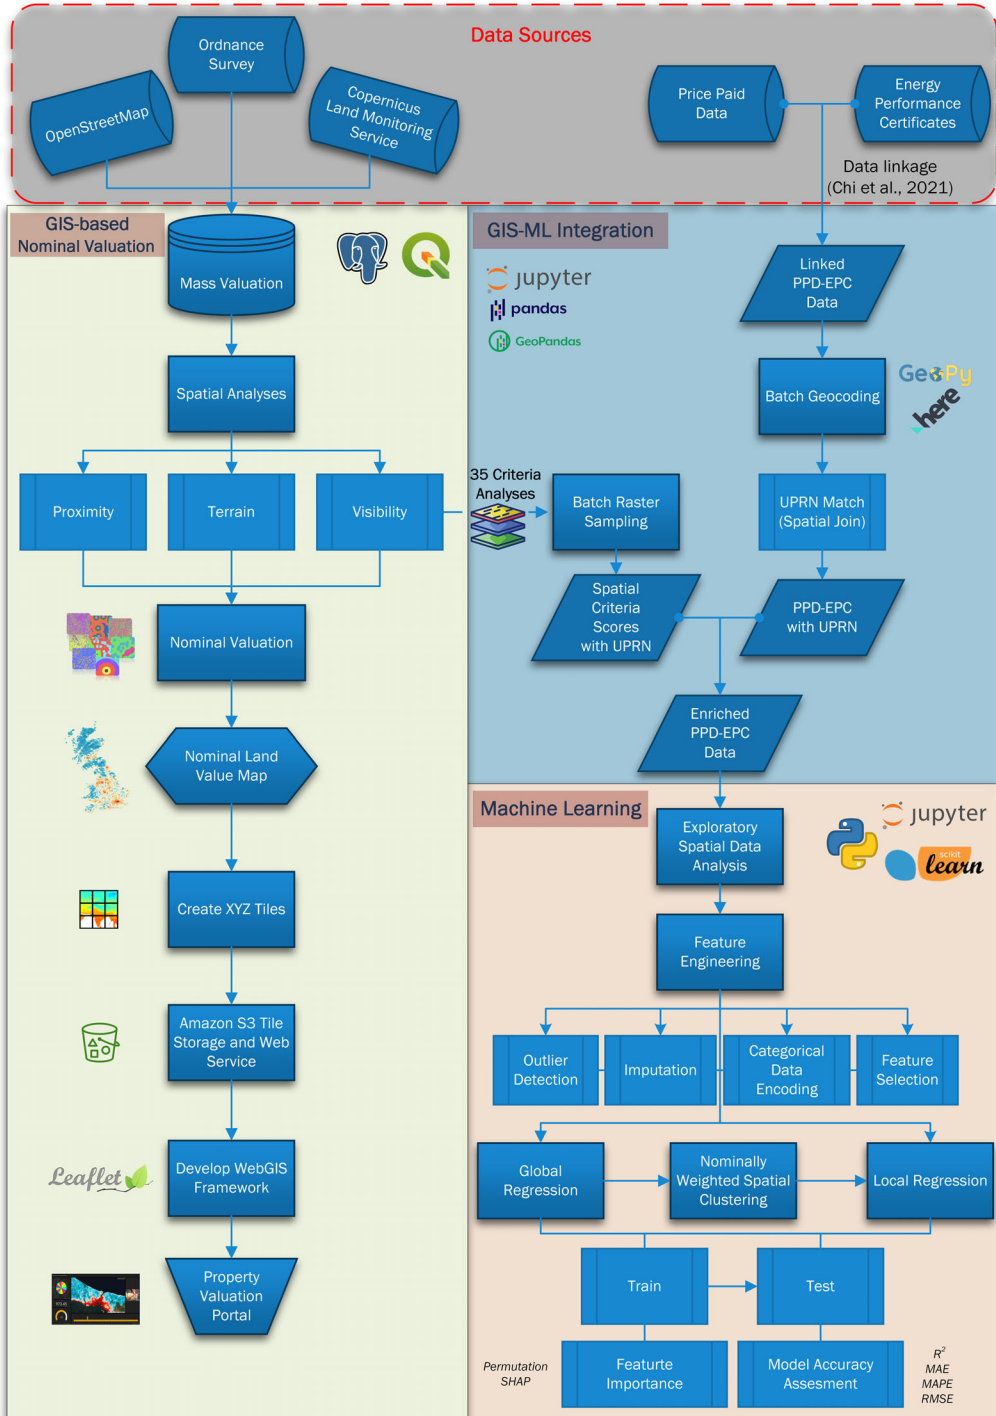 Data Sources
Ordnance
Survey
OpenStreetMap
Copernicus
Land Monitoring
Service
Price Paid
Data
Energy
Performance
Certificates
Data linkage
(Chi et al., 2021)
GIS-based
Nominal Valuation
Mass Valuation
Spatial Analyses
Proximity
Terrain
Visibility
35 Criteria
Analyses
Nominal Valuation
Nominal Land
Value Map
Create XYZ Tiles
Amazon S3 Tile
Storage and Web
Service
Leaflet
Develop WebGIS
Framework
Property
Valuation
Portal
GIS-ML Integration
jupyter
pandas
GeoPandas
Linked
PPD-EPC
Data
Batch Geocoding
GeoPy
here
Batch Raster
Sampling
UPRN Match
(Spatial Join)
Spatial
Criteria
Scores
with UPRN
PPD-EPC
with UPRN
Enriched
PPD-EPC
Data
Machine Learning
jupyter
scikit
learn
Exploratory
Spatial Data
Analysis
Feature
Engineering
Outlier
Detection
Imputation
Categorical
Data
Encoding
Feature
Selection
Global
Regression
Nominally
Weighted Spatial
Clustering
Local Regression
Train
Test
Permutation
SHAP
Featurte
Importance
Model Accuracy
Assesment
R²
MAE
MAPE
RMSE